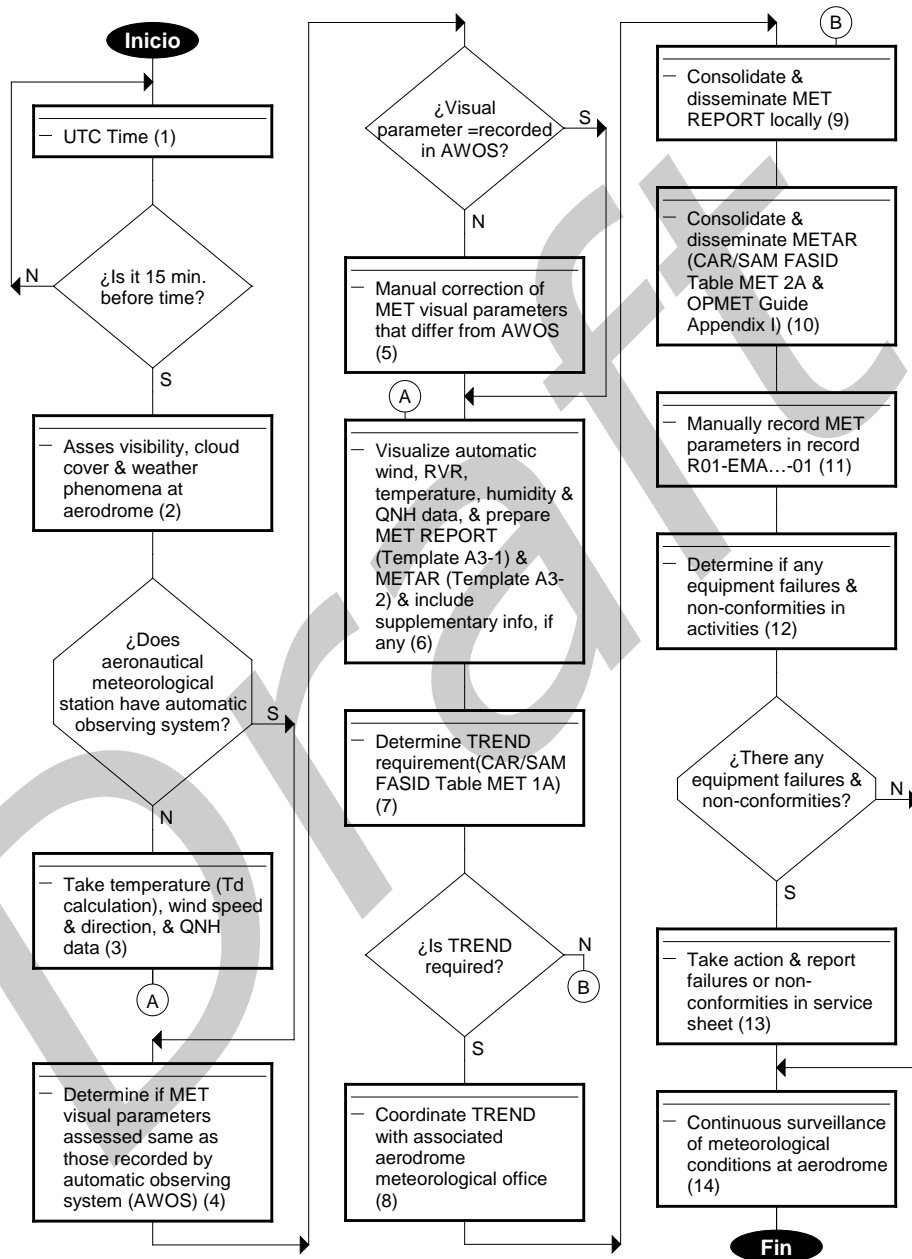 Inicio
– UTC Time (1)
¿Is it 15 min.
before time?
N
S
– Asses visibility, cloud
cover & weather
phenomena at
aerodrome (2)
¿Does
aeronautical
meteorological
station have automatic
observing system?
S
N
– Take temperature (Td
calculation), wind speed
& direction, & QNH
data (3)
A
– Determine if MET
visual parameters
assessed same as
those recorded by
automatic observing
system (AWOS) (4)
¿Visual
parameter =recorded
in AWOS?
S
N
– Manual correction of
MET visual parameters
that differ from AWOS
(5)
A
– Visualize automatic
wind, RVR,
temperature, humidity &
QNH data, & prepare
MET REPORT
(Template A3-1) &
METAR (Template A3-
2) & include
supplementary info, if
any (6)
– Determine TREND
requirement(CAR/SAM
FASID Table MET 1A)
(7)
¿Is TREND
required?
N
B
S
– Coordinate TREND
with associated
aerodrome
meteorological office
(8)
B
– Consolidate &
disseminate MET
REPORT locally (9)
– Consolidate &
disseminate METAR
(CAR/SAM FASID
Table MET 2A &
OPMET Guide
Appendix I) (10)
– Manually record MET
parameters in record
R01-EMA…-01 (11)
– Determine if any
equipment failures &
non-conformities in
activities (12)
¿There any
equipment failures &
non-conformities?
N
S
– Take action & report
failures or non-
conformities in service
sheet (13)
– Continuous surveillance
of meteorological
conditions at aerodrome
(14)
Fin
Draft